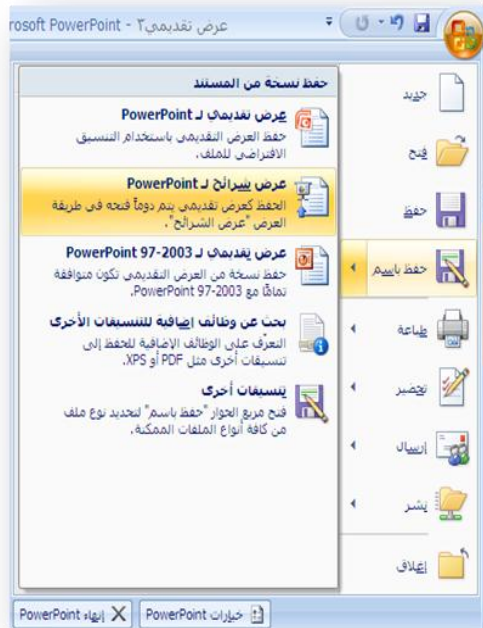 عرض تقديمي٣ - rosoft PowerPoint
جديد
فتح
حفظ
حفظ باسم
طباعة
تحضير
إرسال
نشر
إغلاق
حفظ نسخة من المستند
عرض تقديمي لـ PowerPoint
حفظ العرض التقديمي باستخدام التنسيق
الافتراضي للملف.
عرض شرائح لـ PowerPoint
الحفظ كعرض تقديمي يتم دوماً فتحه في طريقة
العرض "عرض الشرائح".
عرض تقديمي لـ PowerPoint 97-2003
حفظ نسخة من العرض التقديمي تكون متوافقة
تمامًا مع PowerPoint 97-2003.
بحث عن وظائف إضافية للتنسيقات الأخرى
التعرّف على الوظائف الإضافية للحفظ إلى
تنسيقات أخرى مثل PDF أو XPS.
تنسيقات أخرى
فتح مربع الحوار "حفظ باسم" لتحديد نوع ملف
من كافة أنواع الملفات الممكنة.
خيارات PowerPoint
إنهاء PowerPoint